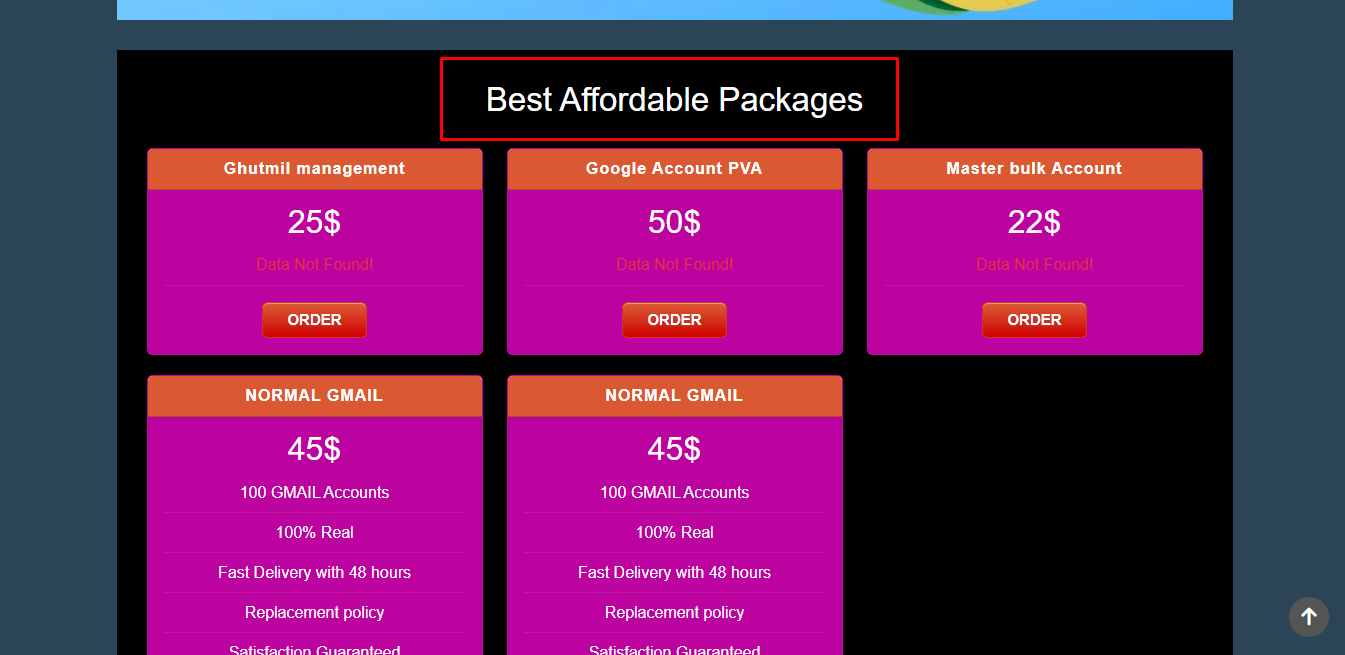 Best Affordable Packages
Ghutmil management
25$
Data Not Found!
ORDER
Google Account PVA
50$
Data Not Found!
ORDER
Master bulk Account
22$
Data Not Found!
ORDER
NORMAL GMAIL
45$
100 GMAIL Accounts
100% Real
Fast Delivery with 48 hours
Replacement policy
Satisfaction Guaranteed
NORMAL GMAIL
45$
100 GMAIL Accounts
100% Real
Fast Delivery with 48 hours
Replacement policy
Satisfaction Guaranteed